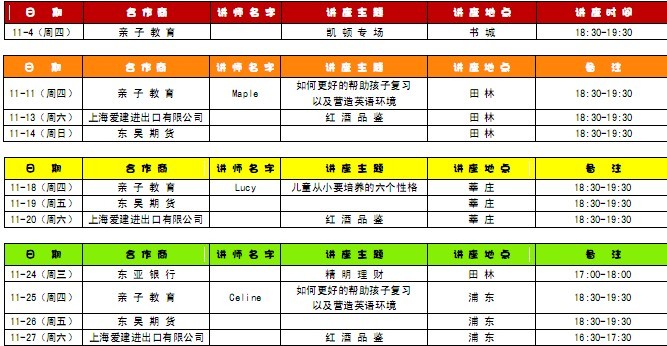 日 期 合作商 讲师名字 讲座主题 讲座地点 讲座时间
11-4（周四） 亲子教育 凯顿专场 书城 18:30-19:30
日 期 合作商 讲师名字 讲座主题 讲座地点 备 注
11-11（周四） 亲子教育 Maple 如何更好的帮助孩子复习 田林 18:30-19:30
以及营造英语环境
11-13（周六） 上海爱建进出口有限公司 红酒品鉴 田林 18:30-19:30
11-14（周日） 东吴期货 田林 18:30-19:30
日 期 合作商 讲师名字 讲座主题 讲座地点 备 注
11-18（周四） 亲子教育 Lucy 儿童从小要培养的六个性格 莘庄 18:30-19:30
11-19（周五） 东吴期货 莘庄 18:30-19:30
11-20（周六） 上海爱建进出口有限公司 红酒品鉴 莘庄 18:30-19:30
日 期 合作商 讲师名字 讲座主题 讲座地点 备 注
11-24（周三） 东亚银行 精明理财 田林 17:00-18:00
11-25（周四） 亲子教育 Celine 如何更好的帮助孩子复习 浦东 18:30-19:30
以及营造英语环境
11-26（周五） 东吴期货 浦东 18:30-19:30
11-27（周六） 上海爱建进出口有限公司 红酒品鉴 浦东 16:30-17:30